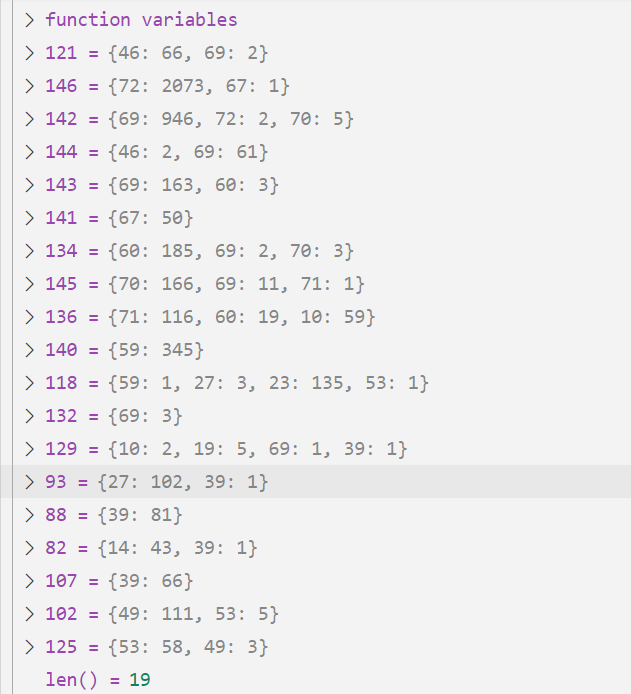 > function variables
> 121 = {46: 66, 69: 2}
> 146 = {72: 2073, 67: 1}
> 142 = {69: 946, 72: 2, 70: 5}
> 144 = {46: 2, 69: 61}
> 143 = {69: 163, 60: 3}
> 141 = {67: 50}
> 134 = {60: 185, 69: 2, 70: 3}
> 145 = {70: 166, 69: 11, 71: 1}
> 136 = {71: 116, 60: 19, 10: 59}
> 140 = {59: 345}
> 118 = {59: 1, 27: 3, 23: 135, 53: 1}
> 132 = {69: 3}
> 129 = {10: 2, 19: 5, 69: 1, 39: 1}
> 93 = {27: 102, 39: 1}
> 88 = {39: 81}
> 82 = {14: 43, 39: 1}
> 107 = {39: 66}
> 102 = {49: 111, 53: 5}
> 125 = {53: 58, 49: 3}
len() = 19